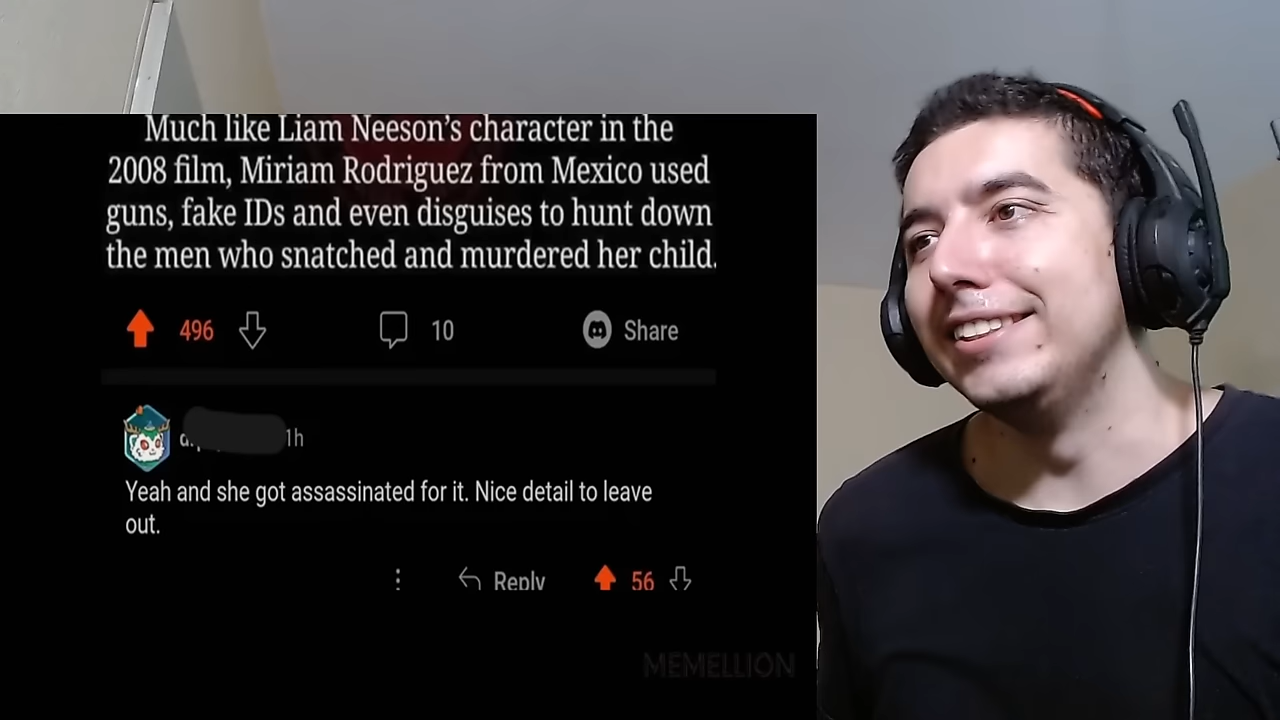 Much like Liam Neeson's character in the
2008 film, Miriam Rodriguez from Mexico used
guns, fake IDs and even disguises to hunt down
the men who snatched and murdered her child.
496 10 Share
1h
Yeah and she got assassinated for it. Nice detail to leave
out.
Reply 56
MEMELLION